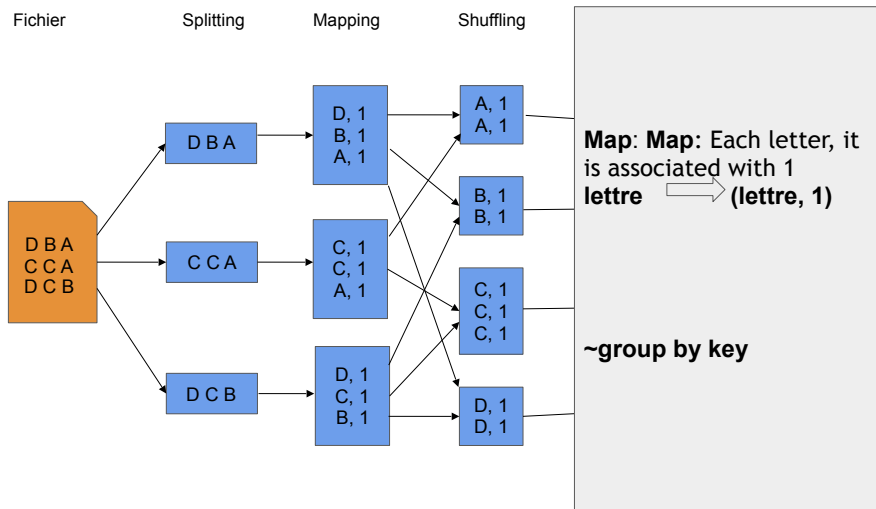 Fichier
Splitting
Mapping
Shuffling
D B A
C C A
D C B
D B A
C C A
D C B
D, 1
B, 1
A, 1
C, 1
C, 1
A, 1
D, 1
C, 1
B, 1
A, 1
A, 1
B, 1
B, 1
C, 1
C, 1
C, 1
D, 1
D, 1
Map: Map: Each letter, it
is associated with 1
lettre (lettre, 1)
~group by key